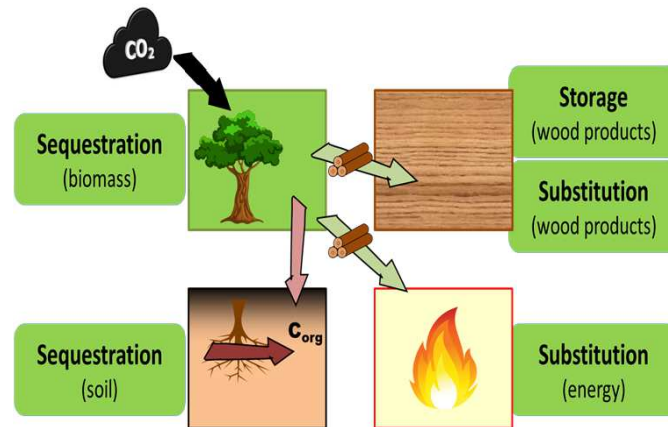 CO₂
Sequestration
(biomass)
Storage
(wood products)
Substitution
(wood products)
Sequestration
(soil)
Corg
Substitution
(energy)